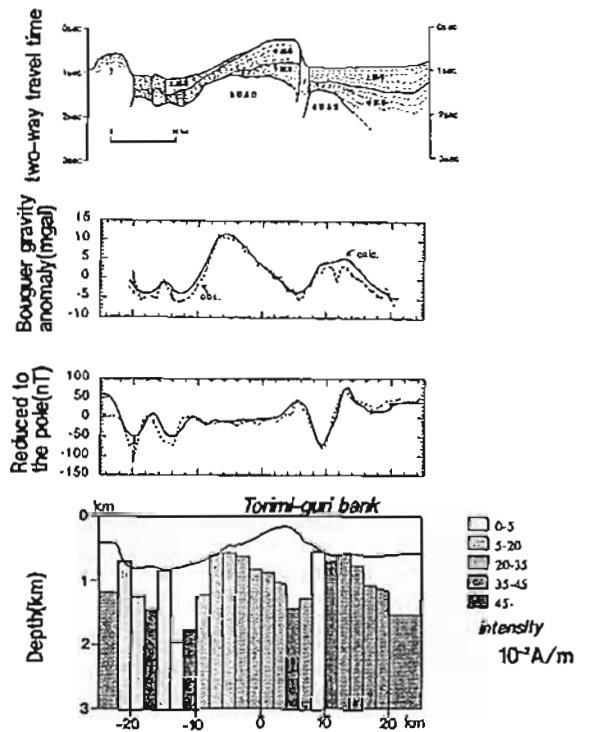 two-way travel time
0sec
1sec
2sec
3sec
0sec
1sec
2sec
3sec
Bouguer gravity
anomaly(mgal)
15
10
5
0
-5
-10
calc.
obs.
Reduced to
the pole(nT)
100
50
0
-50
-100
-150
Torimi-guri bank
km
Depth(km)
0
1
2
3
-20
-10
0
10
20
km
0-5
5-20
20-35
35-45
45-
intensity
10⁻²A/m